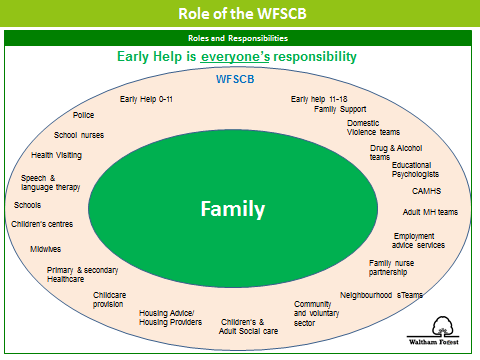 Role of the WFSCB
Roles and Responsibilities
Early Help is everyone's responsibility
WFSCB
Early Help 0-11
Early help 11-18
Family Support
Police
Domestic
Violence teams
School nurses
Drug & Alcohol
teams
Health Visiting
Educational
Psychologists
Speech &
language therapy
CAMHS
Family
Schools
Adult MH teams
Children's centres
Employment
advice services
Midwives
Family nurse
partnership
Primary & secondary
Healthcare
Childcare
provision
Neighbourhood sTeams
Housing Advice/
Housing Providers
Children's &
Adult Social care
Community
and voluntary
sector
Waltham Forest